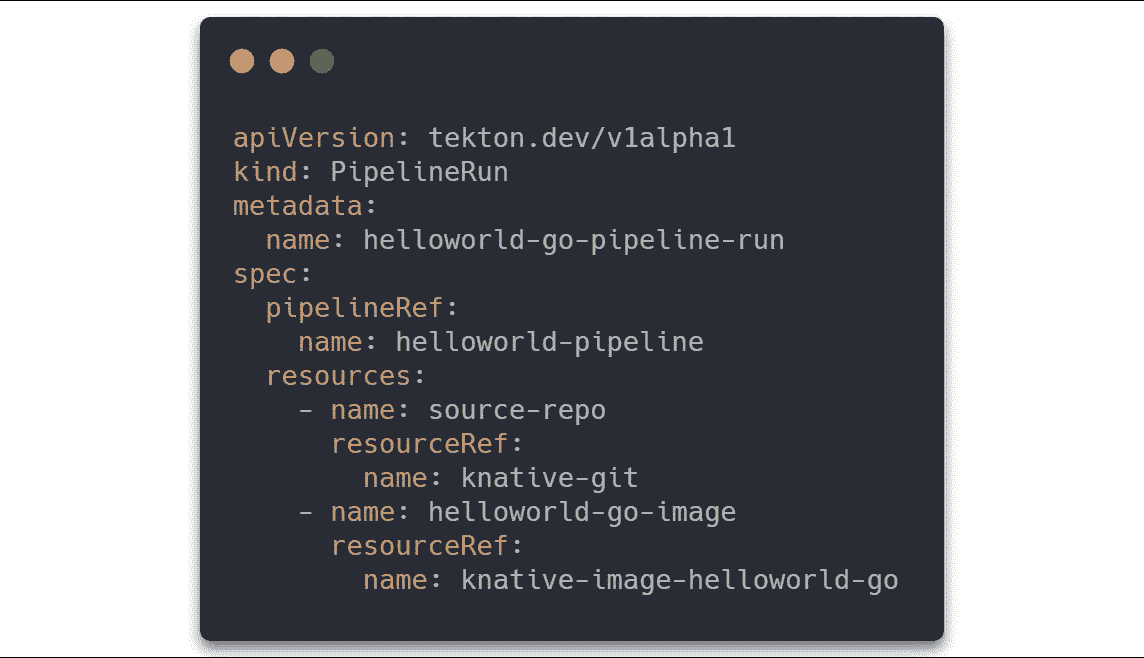 apiVersion: tekton.dev/v1alpha1
kind: PipelineRun
metadata:
  name: helloworld-go-pipeline-run
spec:
  pipelineRef:
    name: helloworld-pipeline
  resources:
    - name: source-repo
      resourceRef:
        name: knative-git
    - name: helloworld-go-image
      resourceRef:
        name: knative-image-helloworld-go